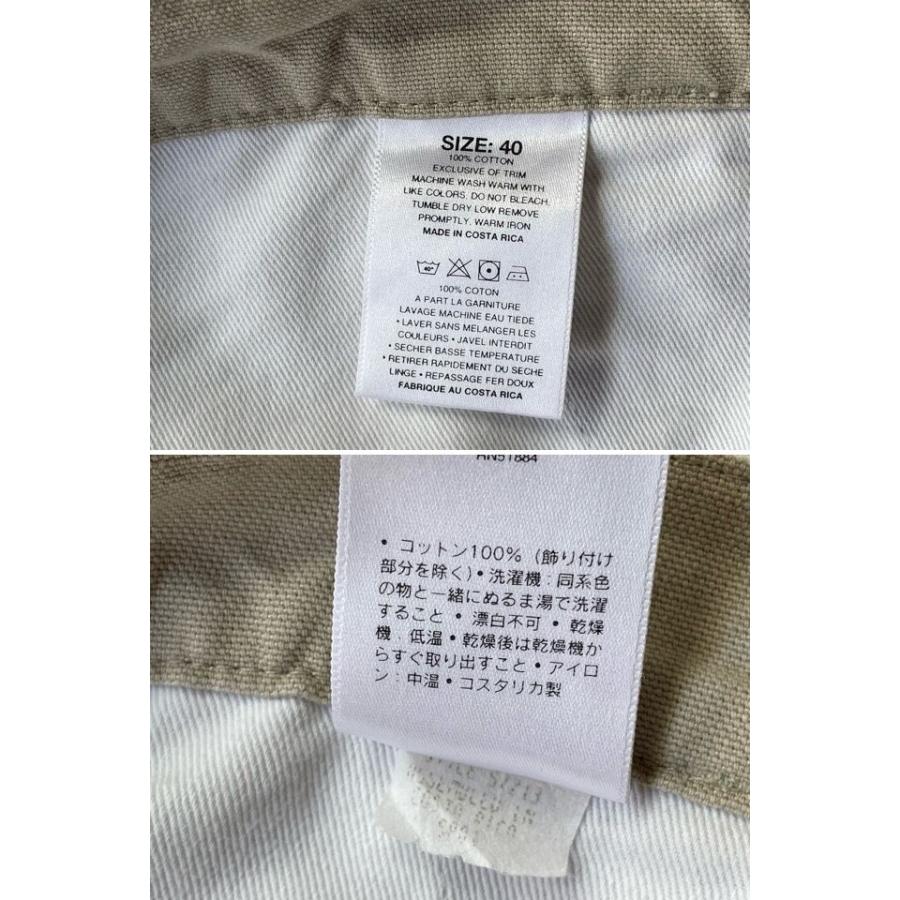 SIZE: 40
100% COTTON
EXCLUSIVE OF TRIM
MACHINE WASH WARM WITH
LIKE COLORS. DO NOT BLEACH.
TUMBLE DRY LOW REMOVE
PROMPTLY. WARM IRON
MADE IN COSTA RICA
40°
100% COTON
A PART LA GARNITURE
LAVAGE MACHINE EAU TIEDE
• LAVER SANS MELANGER LES
COULEURS • JAVEL INTERDIT
• SECHER BASSE TEMPERATURE
• RETIRER RAPIDEMENT DU SECHE
LINGE • REPASSAGE FER DOUX
FABRIQUE AU COSTA RICA
RN51884
• コットン100% (飾り付け
部分を除く) • 洗濯機:同系色
の物と一緒にぬるま湯で洗濯
すること • 漂白不可 • 乾燥
機:低温 • 乾燥後は乾燥機か
らすぐ取り出すこと • アイロ
ン:中温 • コスタリカ製